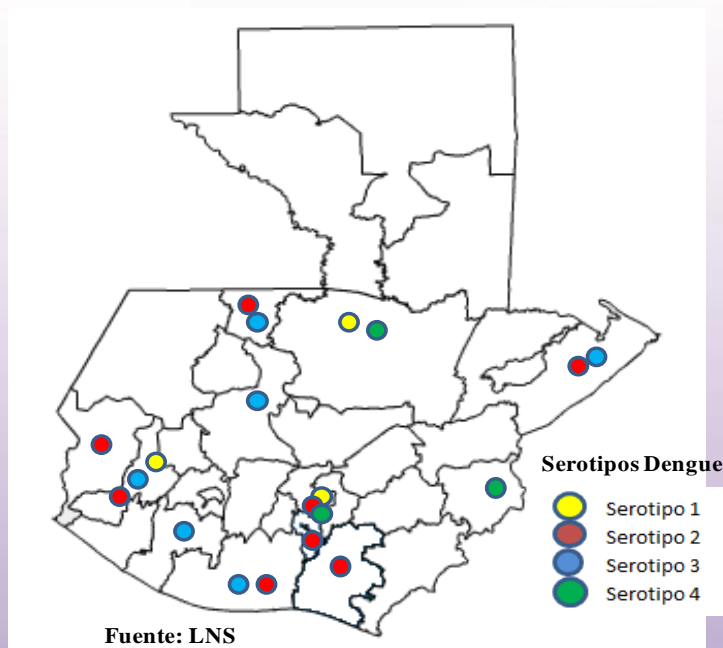 Serotipos Dengue
Serotipo 1
Serotipo 2
Serotipo 3
Serotipo 4
Fuente: LNS